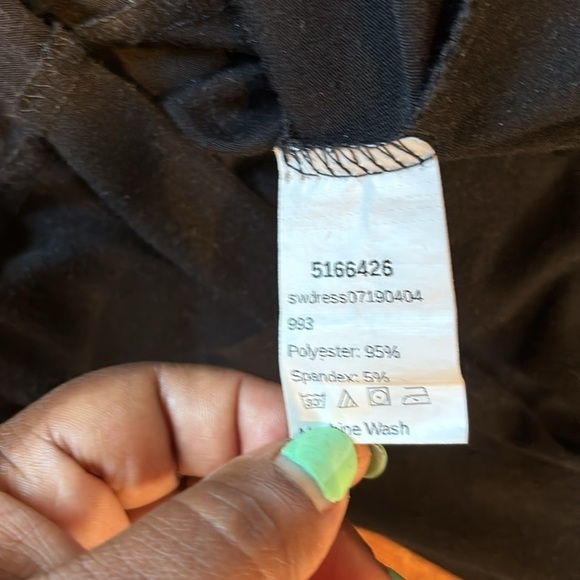 5166426
swdress07190404
993
Polyester: 95%
Spandex: 5%
Wash